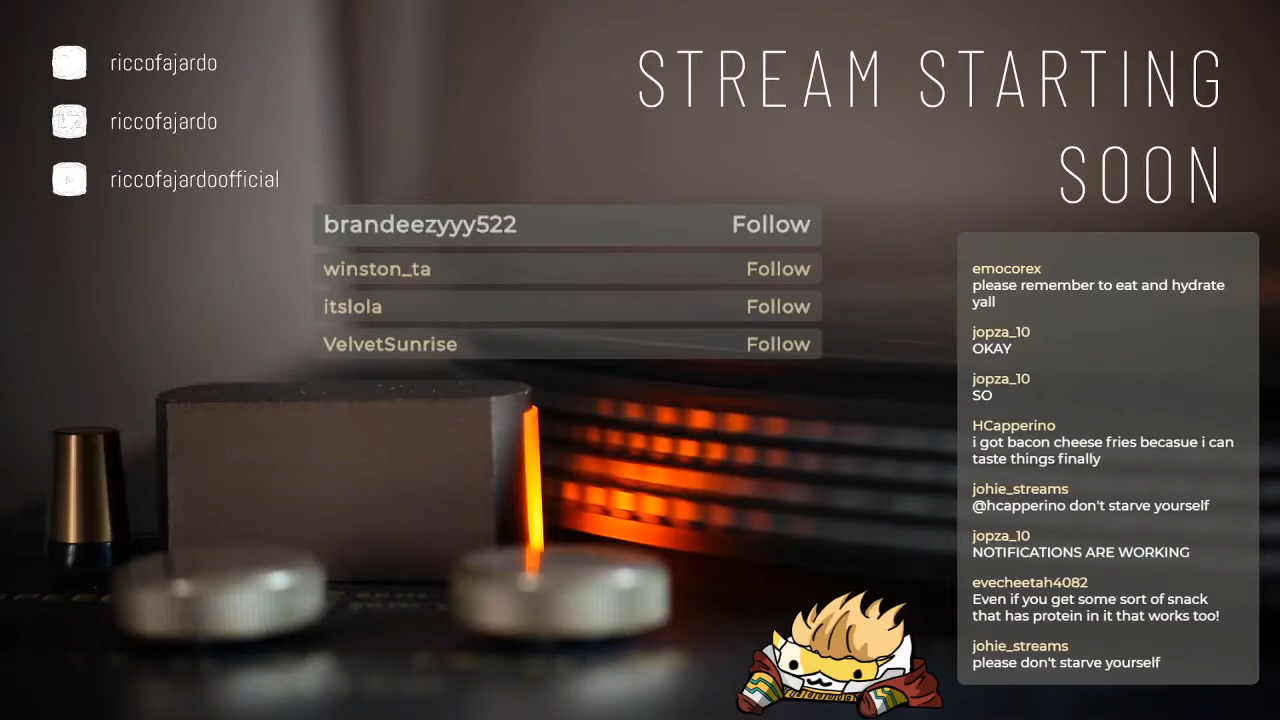 riccofajardo
riccofajardo
riccofajardoofficial
STREAM STARTING
SOON
brandeezyyy522 Follow
winston_ta Follow
itslola Follow
VelvetSunrise Follow
emocorex
please remember to eat and hydrate
yall
jopza_10
OKAY
jopza_10
SO
HCapperino
i got bacon cheese fries becasue i can
taste things finally
johie_streams
@hcapperino don't starve yourself
jopza_10
NOTIFICATIONS ARE WORKING
evecheetah4082
Even if you get some sort of snack
that has protein in it that works too!
johie_streams
please don't starve yourself